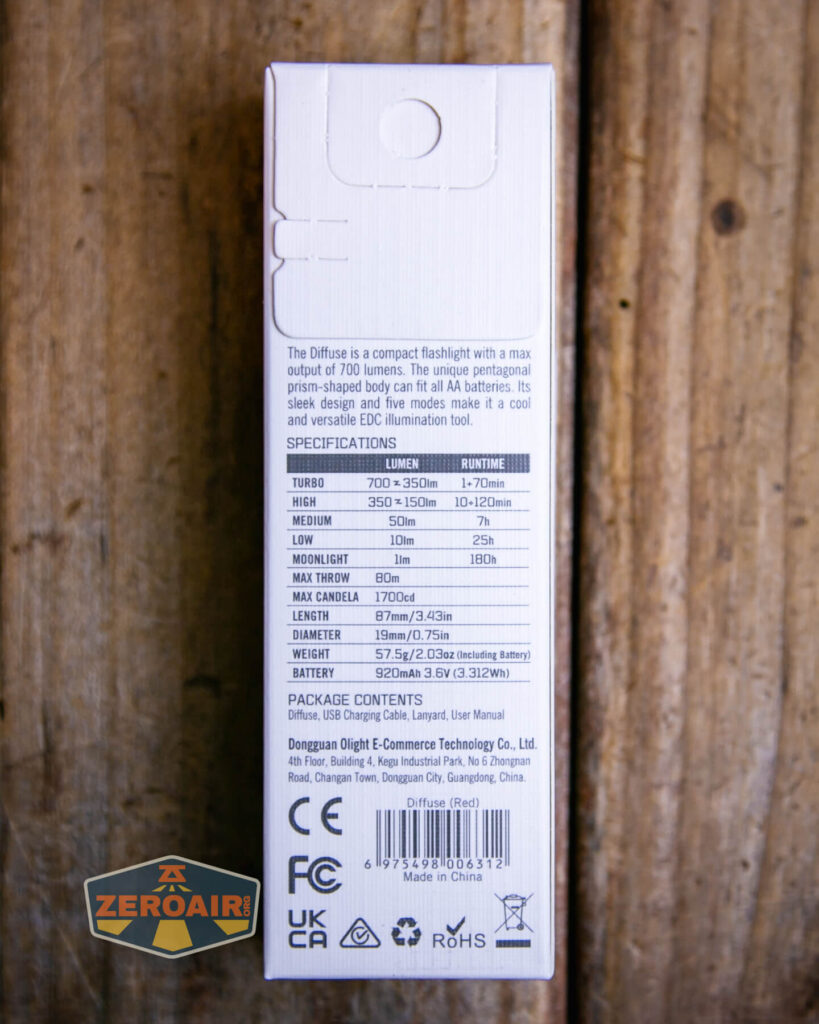 The Diffuse is a compact flashlight with a max
output of 700 lumens. The unique pentagonal
prism-shaped body can fit all AA batteries. Its
sleek design and five modes make it a cool
and versatile EDC illumination tool.
SPECIFICATIONS
LUMEN RUNTIME
TURBO 700 ~ 350lm 1+70min
HIGH 350 ~ 150lm 10+120min
MEDIUM 50lm 7h
LOW 10lm 25h
MOONLIGHT 1lm 180h
MAX THROW 80m
MAX CANDELA 1700cd
LENGTH 87mm/3.43in
DIAMETER 19mm/0.75in
WEIGHT 57.5g/2.03oz (Including Battery)
BATTERY 920mAh 3.6V (3.312Wh)
PACKAGE CONTENTS
Diffuse, USB Charging Cable, Lanyard, User Manual
Dongguan Olight E-Commerce Technology Co., Ltd.
4th Floor, Building 4, Kegu Industrial Park, No 6 Zhongnan
Road, Changan Town, Dongguan City, Guangdong, China.
CE
Diffuse (Red)
6 975498 006312
Made in China
FC
UK
CA
RoHS
ZEROAIR.ORG